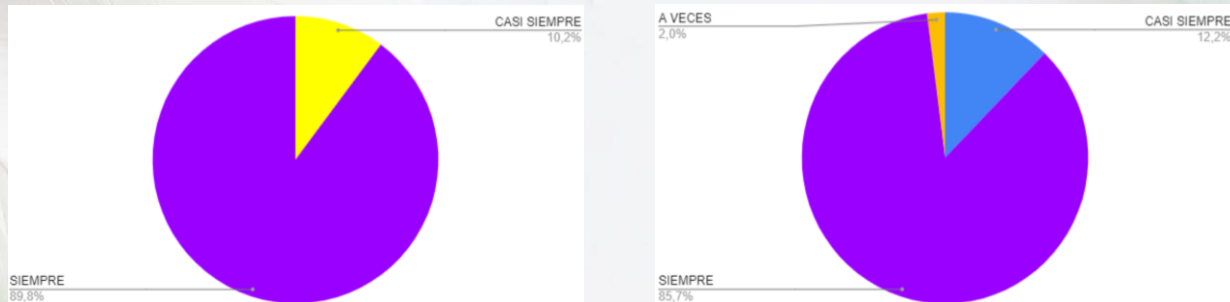 CASI SIEMPRE
10,2%
SIEMPRE
89,8%
A VECES
2,0%
CASI SIEMPRE
12,2%
SIEMPRE
85,7%